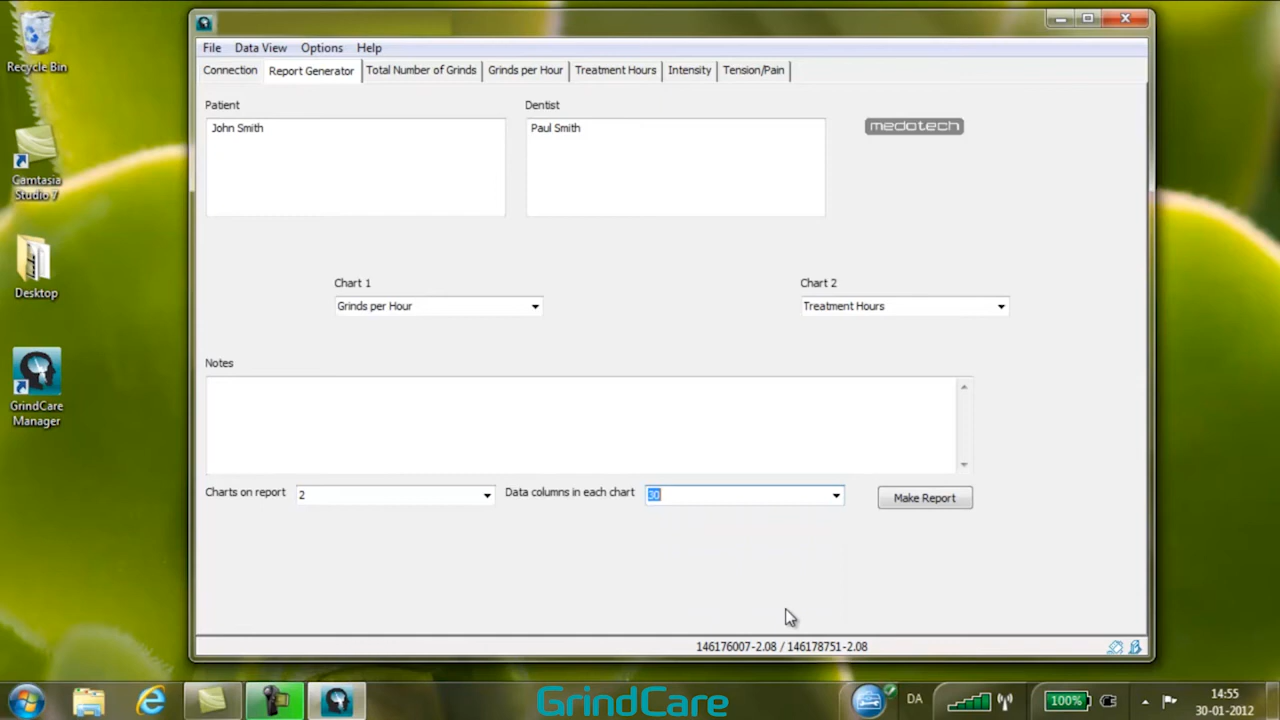 Recycle Bin
Camtasia
Studio 7
Desktop
GrindCare
Manager
File Data View Options Help
Connection Report Generator Total Number of Grinds Grinds per Hour Treatment Hours Intensity Tension/Pain
Patient Dentist
John Smith Paul Smith
medotech
Chart 1 Chart 2
Grinds per Hour Treatment Hours
Notes
Charts on report 2 Data columns in each chart 30 Make Report
146176007-2.08 / 146178751-2.08
GrindCare
DA
100%
14:55
30-01-2012